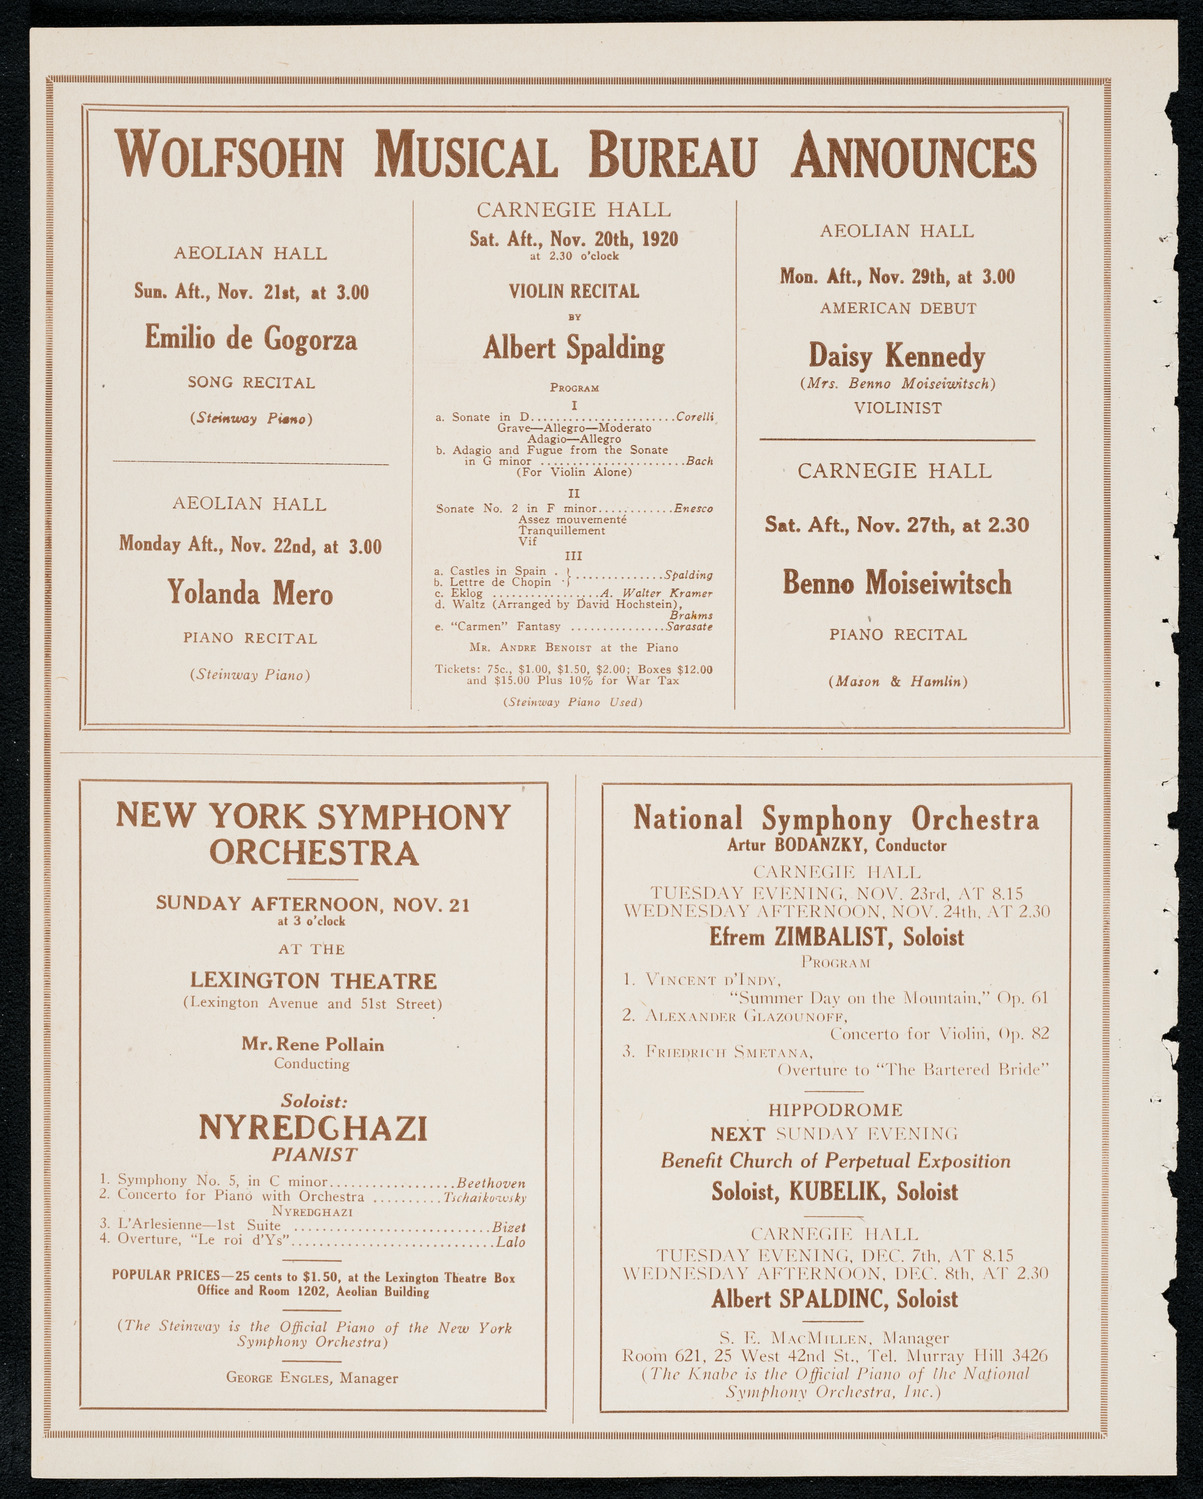 WOLFSOHN MUSICAL BUREAU ANNOUNCES
AEOLIAN HALL
Sun. Aft., Nov. 21st, at 3.00
Emilio de Gogorza
SONG RECITAL
(Steinway Piano)
AEOLIAN HALL
Monday Aft., Nov. 22nd, at 3.00
Yolanda Mero
PIANO RECITAL
(Steinway Piano)
CARNEGIE HALL
Sat. Aft., Nov. 20th, 1920
at 2.30 o'clock
VIOLIN RECITAL
BY
Albert Spalding
PROGRAM
I
a. Sonate in D.......................Corelli
Grave—Allegro—Moderato
Adagio—Allegro
b. Adagio and Fugue from the Sonate
in G minor .......................Bach
(For Violin Alone)
II
Sonate No. 2 in F minor............Enesco
Assez mouvementé
Tranquillement
Vif
III
a. Castles in Spain . }
b. Lettre de Chopin . } ..............Spalding
c. Eklog .................A. Walter Kramer
d. Waltz (Arranged by David Hochstein),
Brahms
e. "Carmen" Fantasy ...............Sarasate
MR. ANDRE BENOIST at the Piano
Tickets: 75c., $1.00, $1.50, $2.00; Boxes $12.00
and $15.00 Plus 10% for War Tax
(Steinway Piano Used)
AEOLIAN HALL
Mon. Aft., Nov. 29th, at 3.00
AMERICAN DEBUT
Daisy Kennedy
(Mrs. Benno Moiseiwitsch)
VIOLINIST
CARNEGIE HALL
Sat. Aft., Nov. 27th, at 2.30
Benno Moiseiwitsch
PIANO RECITAL
(Mason & Hamlin)
NEW YORK SYMPHONY
ORCHESTRA
SUNDAY AFTERNOON, NOV. 21
at 3 o'clock
AT THE
LEXINGTON THEATRE
(Lexington Avenue and 51st Street)
Mr. Rene Pollain
Conducting
Soloist:
NYREDGHAZI
PIANIST
1. Symphony No. 5, in C minor..................Beethoven
2. Concerto for Piano with Orchestra ..........Tschaikowsky
NYREDGHAZI
3. L'Arlesienne—1st Suite ............................Bizet
4. Overture, "Le roi d'Ys".............................Lalo
POPULAR PRICES—25 cents to $1.50, at the Lexington Theatre Box
Office and Room 1202, Aeolian Building
(The Steinway is the Official Piano of the New York
Symphony Orchestra)
GEORGE ENGLES, Manager
National Symphony Orchestra
Artur BODANZKY, Conductor
CARNEGIE HALL
TUESDAY EVENING, NOV. 23rd, AT 8.15
WEDNESDAY AFTERNOON, NOV. 24th, AT 2.30
Efrem ZIMBALIST, Soloist
PROGRAM
1. VINCENT D'INDY,
"Summer Day on the Mountain," Op. 61
2. ALEXANDER GLAZOUNOFF,
Concerto for Violin, Op. 82
3. FRIEDRICH SMETANA,
Overture to "The Bartered Bride"
HIPPODROME
NEXT SUNDAY EVENING
Benefit Church of Perpetual Exposition
Soloist, KUBELIK, Soloist
CARNEGIE HALL
TUESDAY EVENING, DEC. 7th, AT 8.15
WEDNESDAY AFTERNOON, DEC. 8th, AT 2.30
Albert SPALDINC, Soloist
S. E. MACMILLEN, Manager
Room 621, 25 West 42nd St., Tel. Murray Hill 3426
(The Knabe is the Official Piano of the National
Symphony Orchestra, Inc.)